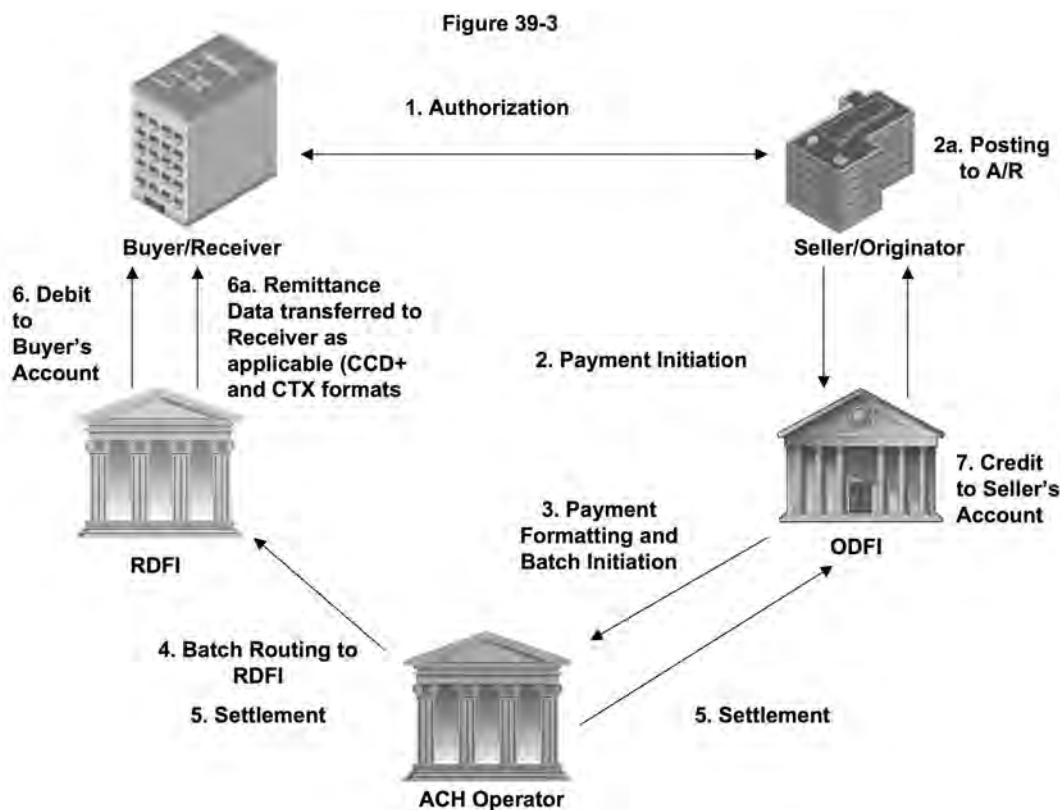 Figure 39-3
1. Authorization
2a. Posting
to A/R
Buyer/Receiver
Seller/Originator
6. Debit
to
Buyer's
Account
6a. Remittance
Data transferred to
Receiver as
applicable (CCD+
and CTX formats
2. Payment Initiation
7. Credit
to Seller's
Account
3. Payment
Formatting and
Batch Initiation
RDFI
ODFI
4. Batch Routing to
RDFI
5. Settlement
5. Settlement
ACH Operator